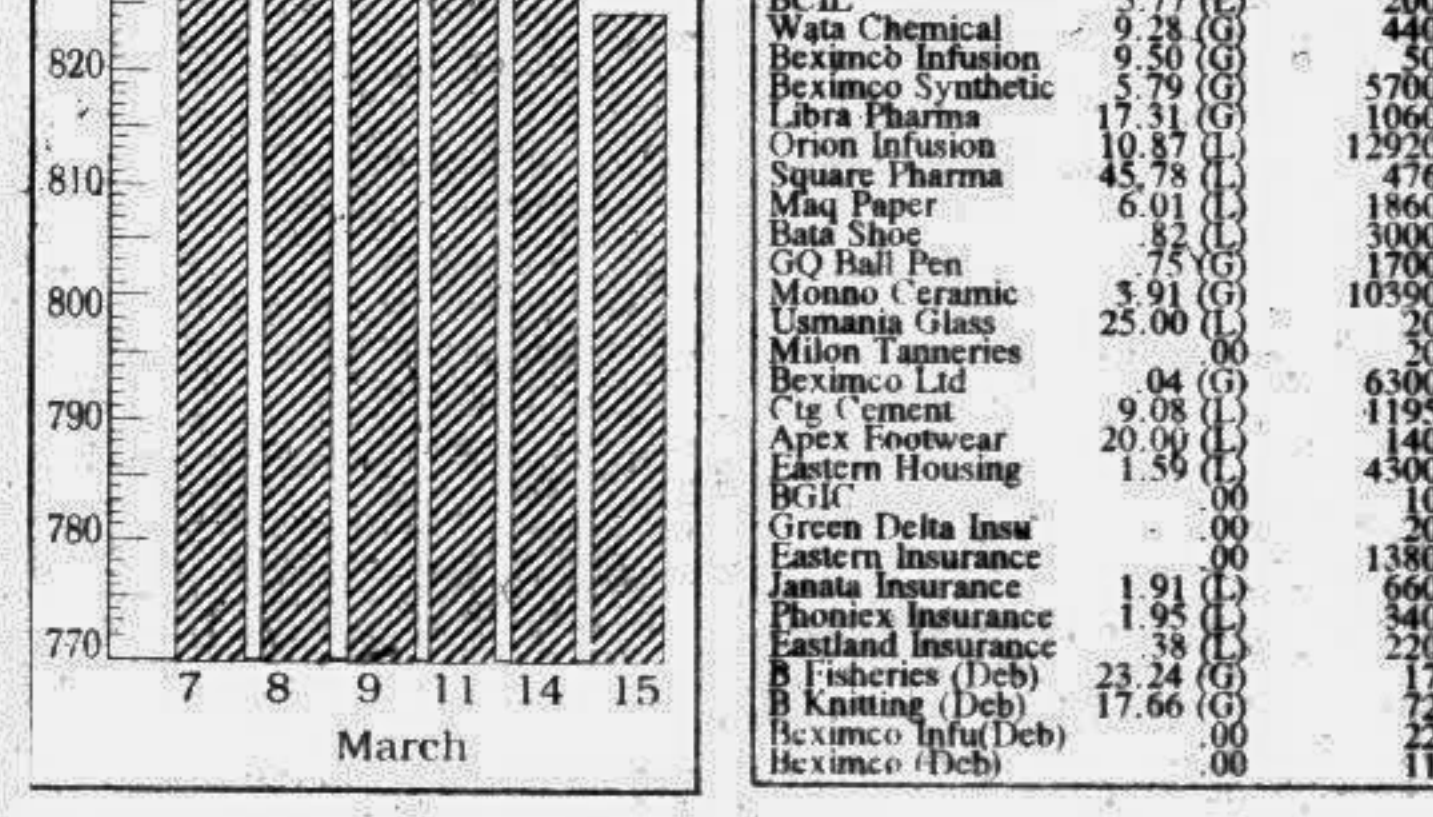 820
810
800
790
780
770
7 8 9 11 14 15
March
Wata Chemical 9.28 (G)
Beximco Infusion 9.50 (G) 50
Beximco Synthetic 5.79 (G) 5700
Libra Pharma 17.31 (G) 1060
Orion Infusion 10.87 (L) 12920
Square Pharma 45.78 (L) 476
Maq Paper 6.01 (L) 1860
Bata Shoe .82 (L) 3000
GQ Ball Pen .75 (G) 1700
Monno Ceramic 3.91 (G) 10390
Usmania Glass 25.00 (L) 20
Milon Tanneries .00 20
Beximco Ltd .04 (G) 6300
Ctg Cement 9.08 (L) 1195
Apex Footwear 20.00 (L) 140
Eastern Housing 1.59 (L) 4300
BGIC .00 10
Green Delta Insu .00 20
Eastern Insurance .00 1380
Janata Insurance 1.91 (L) 660
Phoniex Insurance 1.95 (L) 340
Eastland Insurance .38 (L) 220
B Fisheries (Deb) 23.24 (G) 17
B Knitting (Deb) 17.66 (G) 72
Beximco Infu(Deb) .00 22
Beximco (Deb) .00 11